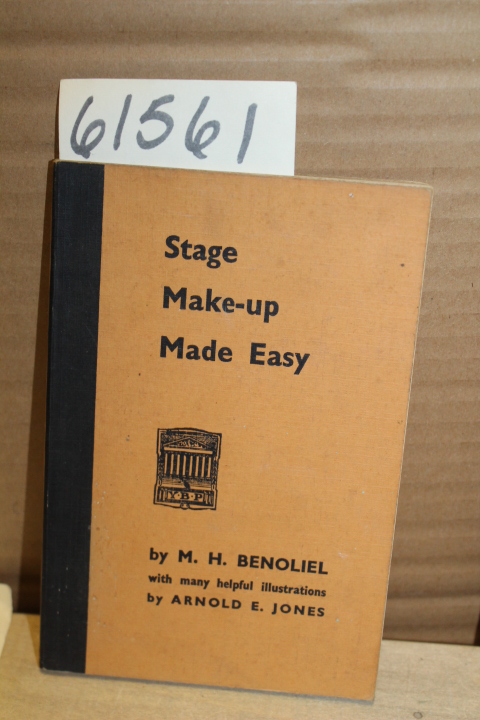 61561
Stage
Make-up
Made Easy
Y·B·P
by M. H. BENOLIEL
with many helpful illustrations
by ARNOLD E. JONES